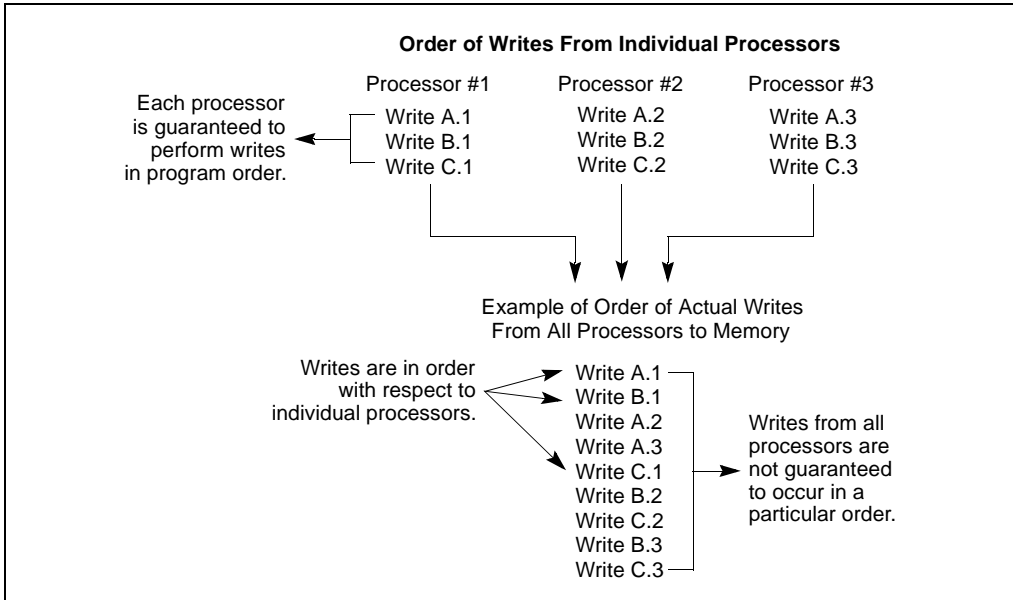 Order of Writes From Individual Processors
Processor #1
Processor #2
Processor #3
Each processor
is guaranteed to
perform writes
in program order.
Write A.1
Write B.1
Write C.1
Write A.2
Write B.2
Write C.2
Write A.3
Write B.3
Write C.3
Example of Order of Actual Writes
From All Processors to Memory
Writes are in order
with respect to
individual processors.
Write A.1
Write B.1
Write A.2
Write A.3
Write C.1
Write B.2
Write C.2
Write B.3
Write C.3
Writes from all
processors are
not guaranteed
to occur in a
particular order.